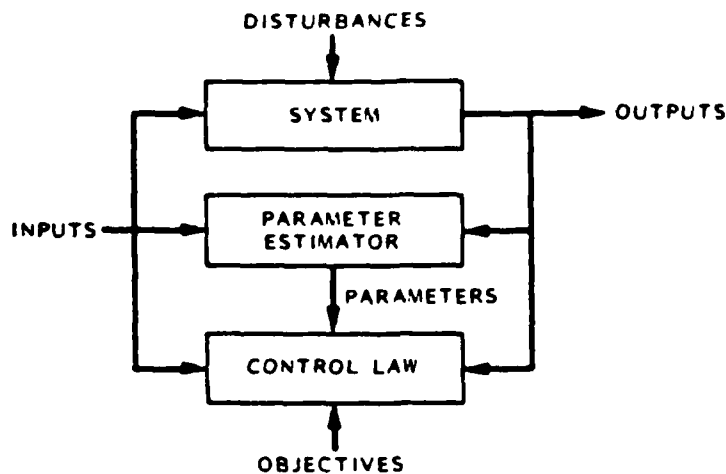 DISTURBANCES
SYSTEM
OUTPUTS
INPUTS
PARAMETER
ESTIMATOR
PARAMETERS
CONTROL LAW
OBJECTIVES